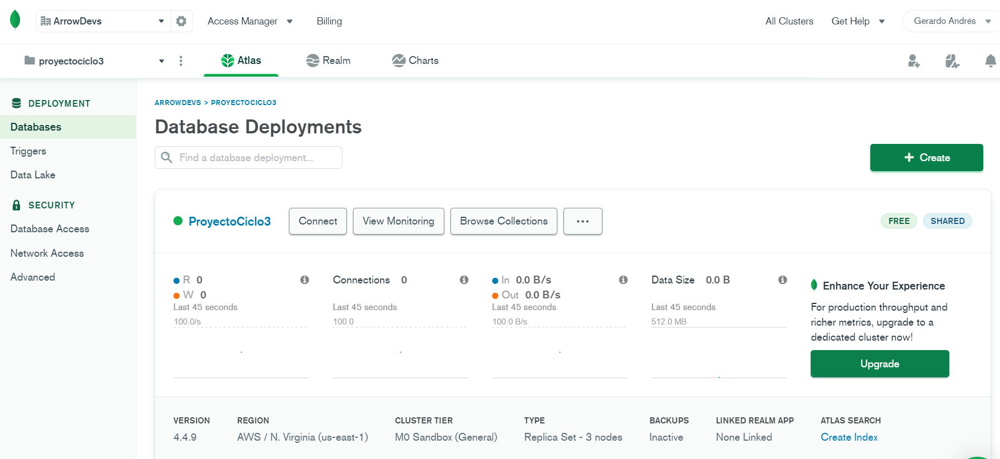 ArrowDevs Access Manager Billing All Clusters Get Help Gerardo Andrés
proyectociclo3 Atlas Realm Charts
DEPLOYMENT
Databases
Triggers
Data Lake
SECURITY
Database Access
Network Access
Advanced
ARROWDEVS > PROYECTOCICLO3
Database Deployments
Find a database deployment...
+ Create
ProyectoCiclo3 Connect View Monitoring Browse Collections ... FREE SHARED
R 0
W 0
Last 45 seconds
100.0/s
Connections 0
Last 45 seconds
100.0
In 0.0 B/s
Out 0.0 B/s
Last 45 seconds
100.0 B/s
Data Size 0.0 B
Last 45 seconds
512.0 MB
Enhance Your Experience
For production throughput and
richer metrics, upgrade to a
dedicated cluster now!
Upgrade
VERSION REGION CLUSTER TIER TYPE BACKUPS LINKED REALM APP ATLAS SEARCH
4.4.9 AWS / N. Virginia (us-east-1) M0 Sandbox (General) Replica Set - 3 nodes Inactive None Linked Create Index